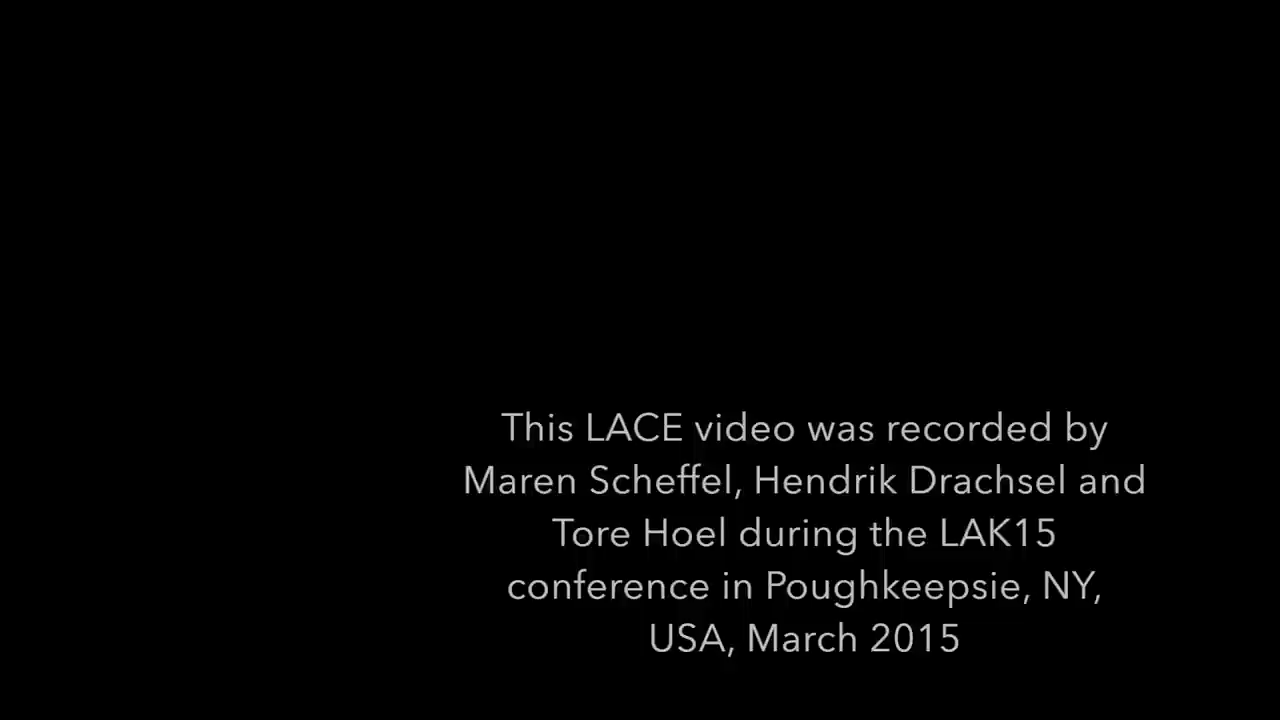 This LACE video was recorded by
Maren Scheffel, Hendrik Drachsel and
Tore Hoel during the LAK15
conference in Poughkeepsie, NY,
USA, March 2015